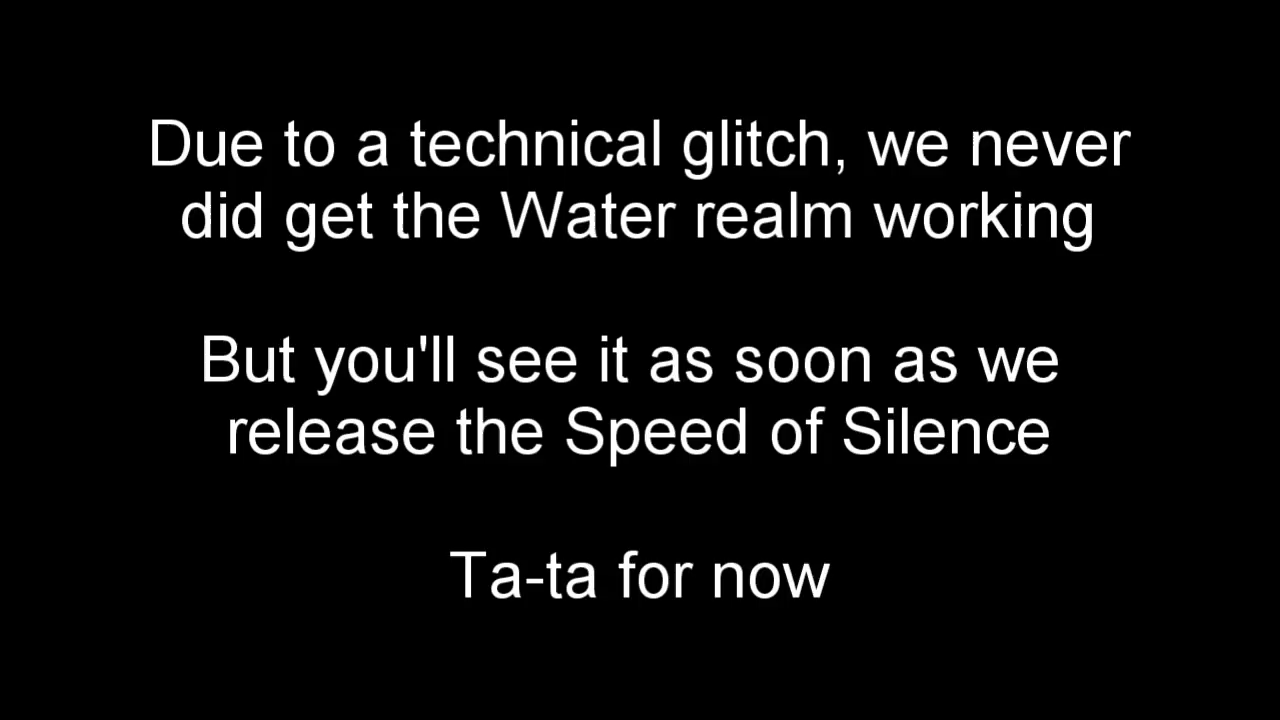 Due to a technical glitch, we never
did get the Water realm working
But you'll see it as soon as we
release the Speed of Silence
Ta-ta for now